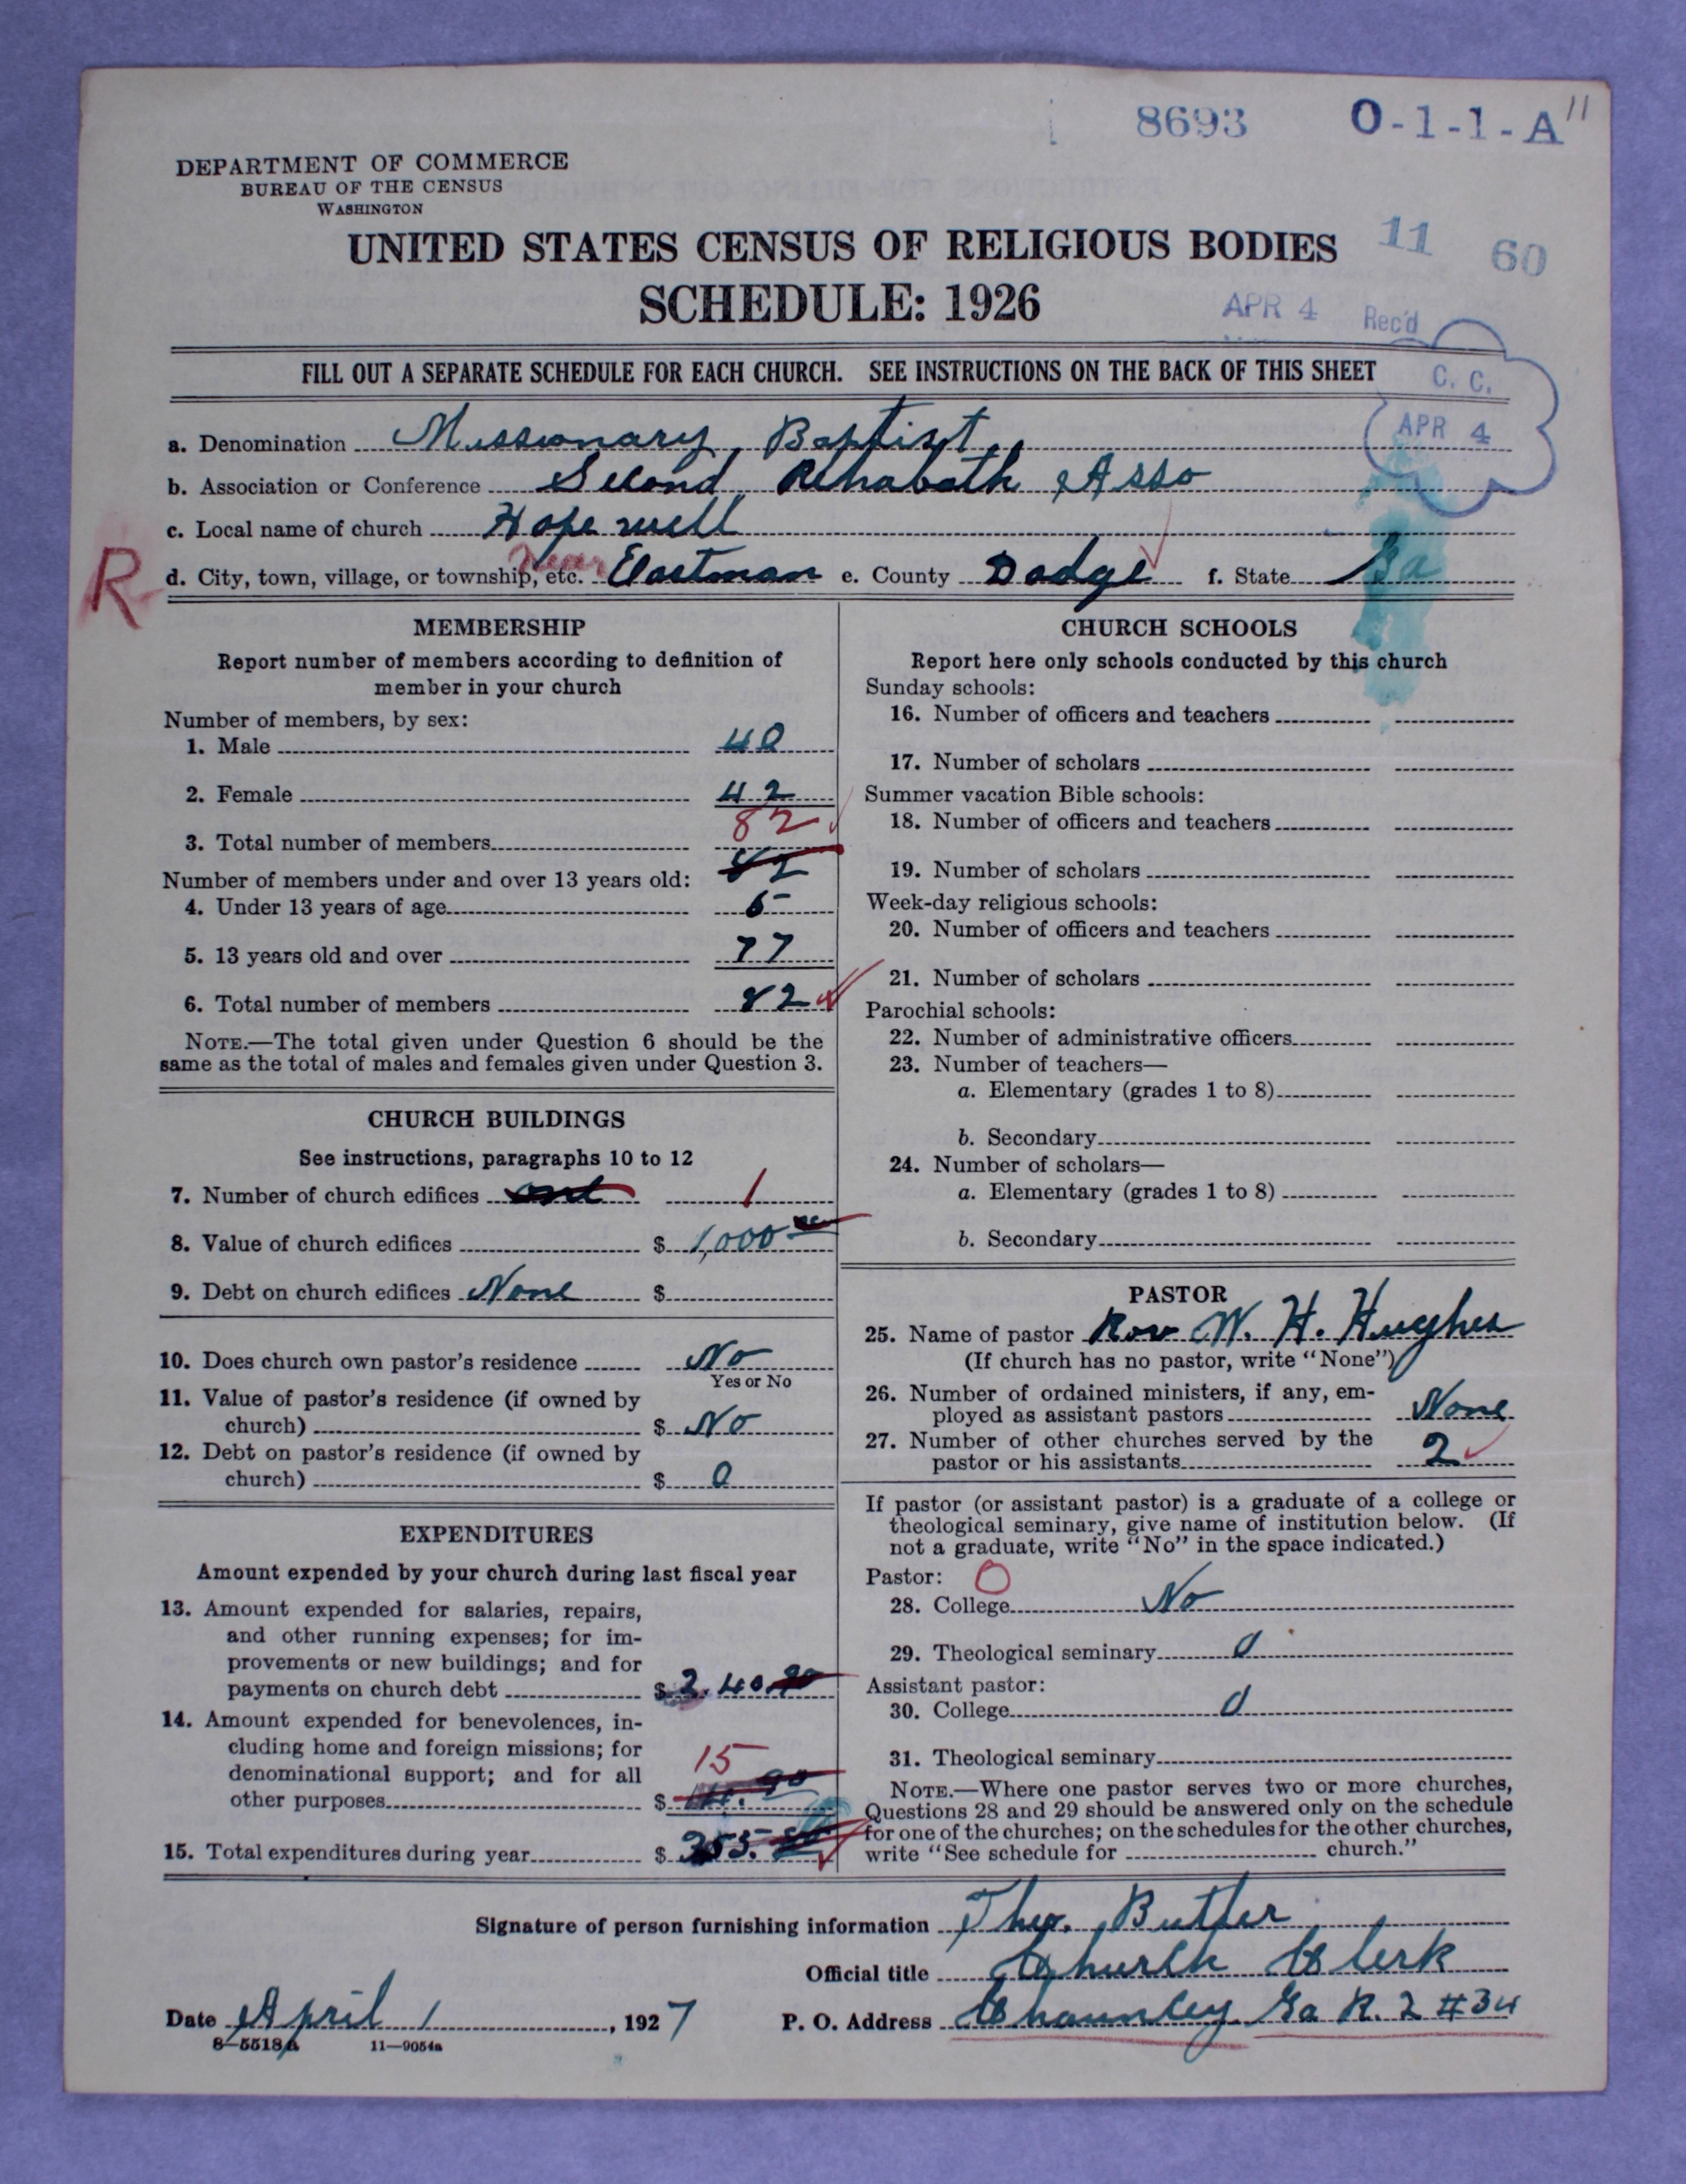 8693 O-1-1-A 11
DEPARTMENT OF COMMERCE
BUREAU OF THE CENSUS
WASHINGTON
UNITED STATES CENSUS OF RELIGIOUS BODIES 11 60
SCHEDULE: 1926 APR 4 Rec'd
FILL OUT A SEPARATE SCHEDULE FOR EACH CHURCH. SEE INSTRUCTIONS ON THE BACK OF THIS SHEET
C. C.
APR 4
a. Denomination Missionary Baptist
b. Association or Conference Second Rehabath Asso
c. Local name of church Hopewell
R d. City, town, village, or township, etc. near Eastman e. County Dodge f. State Ga
MEMBERSHIP
Report number of members according to definition of
member in your church
Number of members, by sex:
1. Male 40
2. Female 42
3. Total number of members 82
82
Number of members under and over 13 years old:
4. Under 13 years of age 5
5. 13 years old and over 77
6. Total number of members 82
NOTE.—The total given under Question 6 should be the
same as the total of males and females given under Question 3.
CHURCH BUILDINGS
See instructions, paragraphs 10 to 12
7. Number of church edifices one 1
8. Value of church edifices $ 1,000
9. Debt on church edifices None $
10. Does church own pastor's residence No
Yes or No
11. Value of pastor's residence (if owned by
church) $ No
12. Debt on pastor's residence (if owned by
church) $ 0
EXPENDITURES
Amount expended by your church during last fiscal year
13. Amount expended for salaries, repairs,
and other running expenses; for im-
provements or new buildings; and for
payments on church debt $ 2.40.
14. Amount expended for benevolences, in-
cluding home and foreign missions; for
denominational support; and for all 15
other purposes $
15. Total expenditures during year $
CHURCH SCHOOLS
Report here only schools conducted by this church
Sunday schools:
16. Number of officers and teachers
17. Number of scholars
Summer vacation Bible schools:
18. Number of officers and teachers
19. Number of scholars
Week-day religious schools:
20. Number of officers and teachers
21. Number of scholars
Parochial schools:
22. Number of administrative officers
23. Number of teachers—
a. Elementary (grades 1 to 8)
b. Secondary
24. Number of scholars—
a. Elementary (grades 1 to 8)
b. Secondary
PASTOR
25. Name of pastor Rev W. H. Hughes
(If church has no pastor, write "None")
26. Number of ordained ministers, if any, em-
ployed as assistant pastors None
27. Number of other churches served by the
pastor or his assistants 2
If pastor (or assistant pastor) is a graduate of a college or
theological seminary, give name of institution below. (If
not a graduate, write "No" in the space indicated.)
Pastor: 0
28. College No
29. Theological seminary 0
Assistant pastor:
30. College 0
31. Theological seminary
NOTE.—Where one pastor serves two or more churches,
Questions 28 and 29 should be answered only on the schedule
for one of the churches; on the schedules for the other churches,
write "See schedule for church."
Signature of person furnishing information Theo. Butler
Official title Church Clerk
Date April 1, 1927 P. O. Address Chauncey Ga R. 2 #34
8-5518a 11-9054a